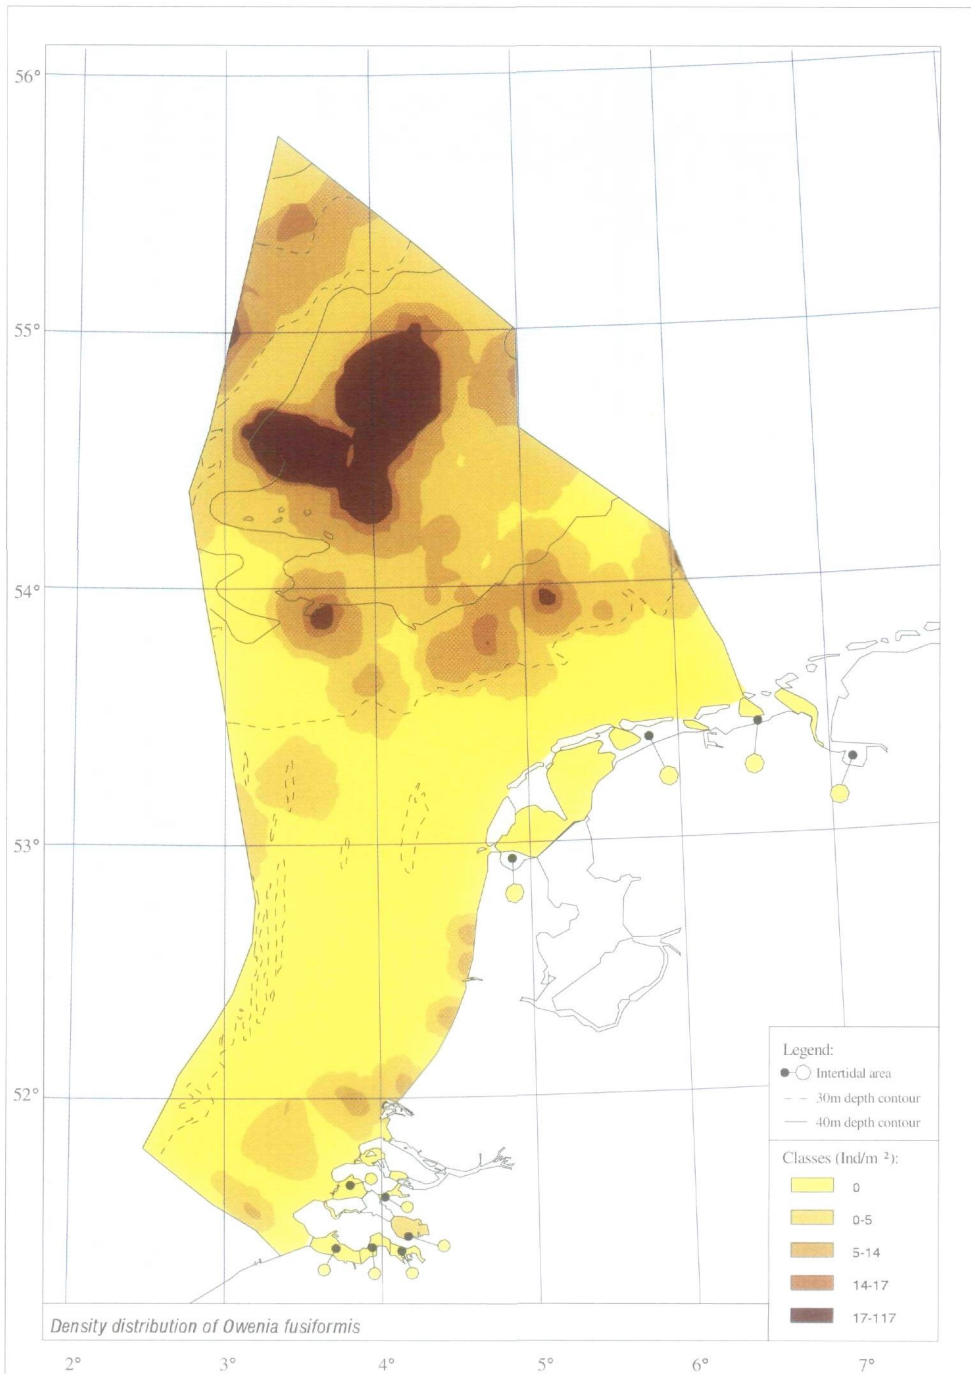 56°
55°
54°
53°
52°
Legend:
Intertidal area
30m depth contour
40m depth contour
Classes (Ind/m ²):
0
0-5
5-14
14-17
17-117
Density distribution of Owenia fusiformis
2°
3°
4°
5°
6°
7°